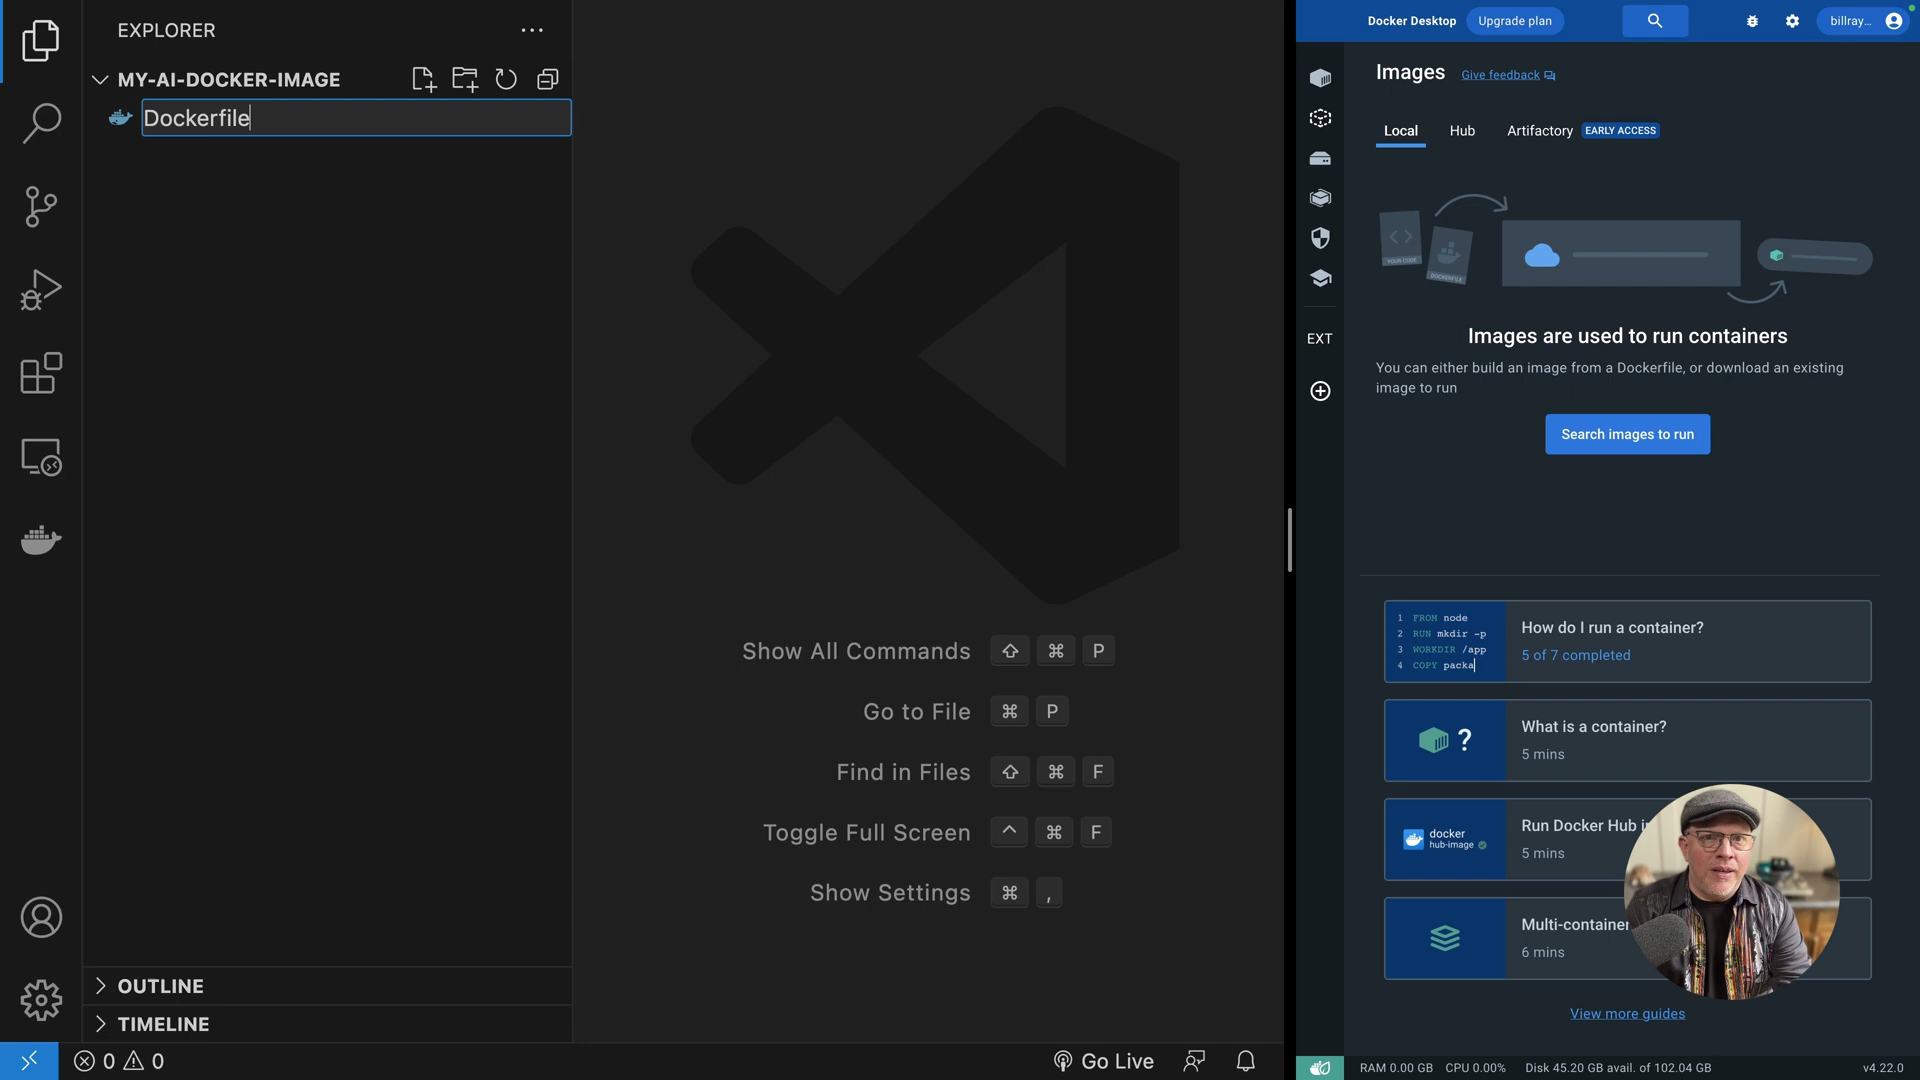 EXPLORER
MY-AI-DOCKER-IMAGE
Dockerfile
Show All Commands ⇧ ⌘ P
Go to File ⌘ P
Find in Files ⇧ ⌘ F
Toggle Full Screen ^ ⌘ F
Show Settings ⌘ ,
OUTLINE
TIMELINE
0 0
Go Live
Docker Desktop
Upgrade plan
billray...
Images
Give feedback
Local
Hub
Artifactory
EARLY ACCESS
YOUR CODE
DOCKERFILE
EXT
Images are used to run containers
You can either build an image from a Dockerfile, or download an existing
image to run
Search images to run
1 FROM node
2 RUN mkdir -p
3 WORKDIR /app
4 COPY packa
How do I run a container?
5 of 7 completed
?
What is a container?
5 mins
docker
hub-image
Run Docker Hub i
5 mins
Multi-container
6 mins
View more guides
RAM 0.00 GB CPU 0.00% Disk 45.20 GB avail. of 102.04 GB
v4.22.0